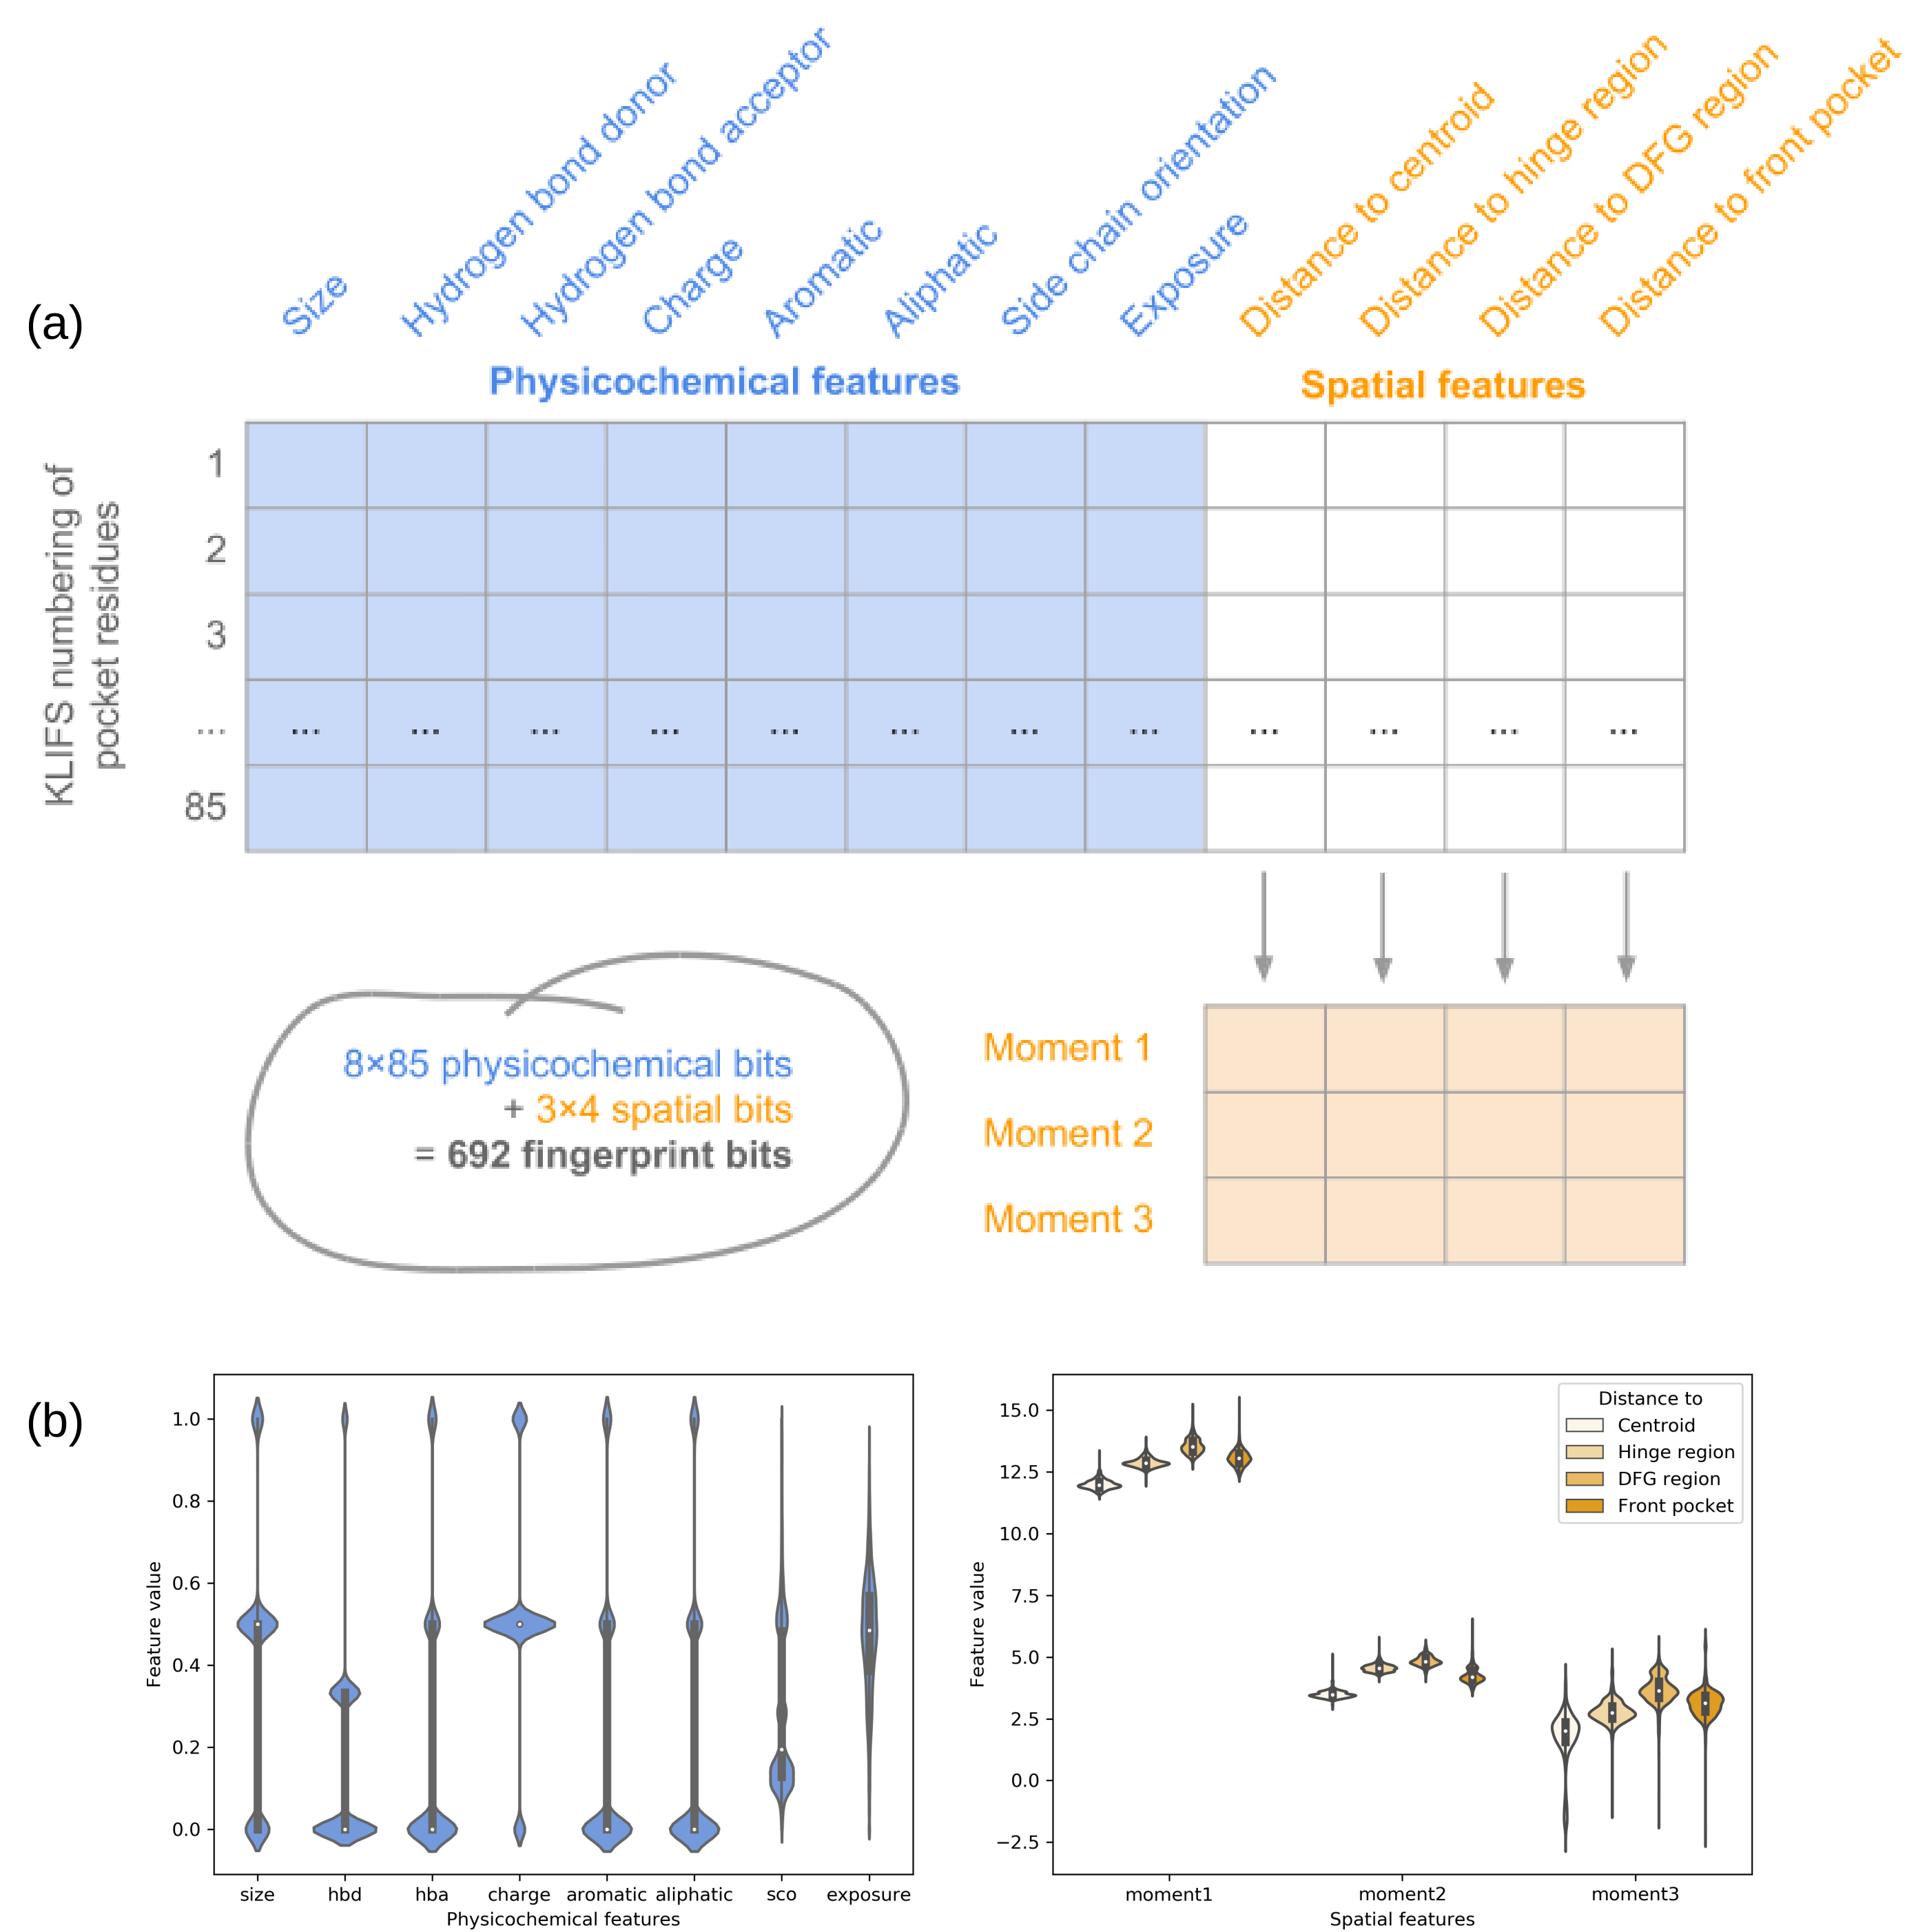 (a)
Size
Hydrogen bond donor
Hydrogen bond acceptor
Charge
Aromatic
Aliphatic
Side chain orientation
Exposure
Distance to centroid
Distance to hinge region
Distance to DFG region
Distance to front pocket
Physicochemical features
Spatial features
KLIFS numbering of
pocket residues
1
2
3
...
... ... ... ... ... ... ... ... ... ... ... ...
85
8×85 physicochemical bits
+ 3×4 spatial bits
= 692 fingerprint bits
Moment 1
Moment 2
Moment 3
(b)
Feature value
1.0
0.8
0.6
0.4
0.2
0.0
size hbd hba charge aromatic aliphatic sco exposure
Physicochemical features
Feature value
15.0
12.5
10.0
7.5
5.0
2.5
0.0
−2.5
Distance to
Centroid
Hinge region
DFG region
Front pocket
moment1 moment2 moment3
Spatial features